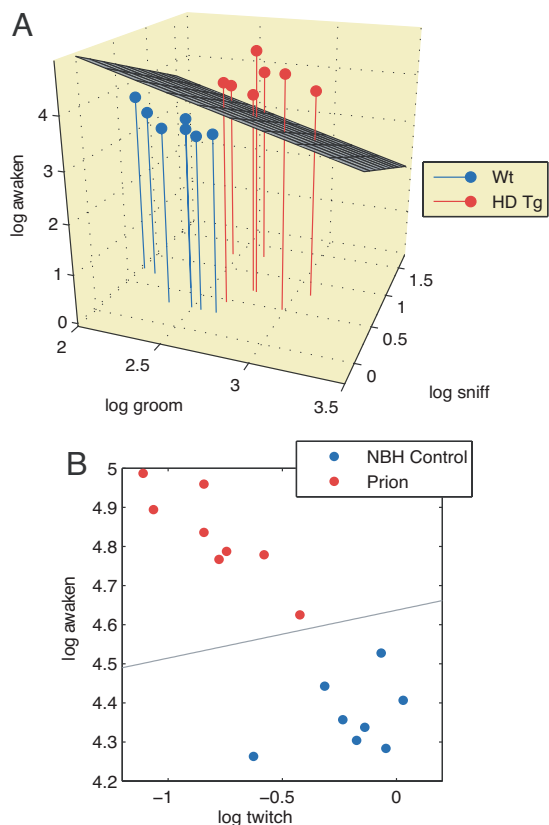 A
log awaken
4
3
2
1
0
2
2.5
3
3.5
log groom
0
0.5
1
1.5
log sniff
Wt
HD Tg
B
NBH Control
Prion
log awaken
5
4.9
4.8
4.7
4.6
4.5
4.4
4.3
4.2
−1
−0.5
0
log twitch